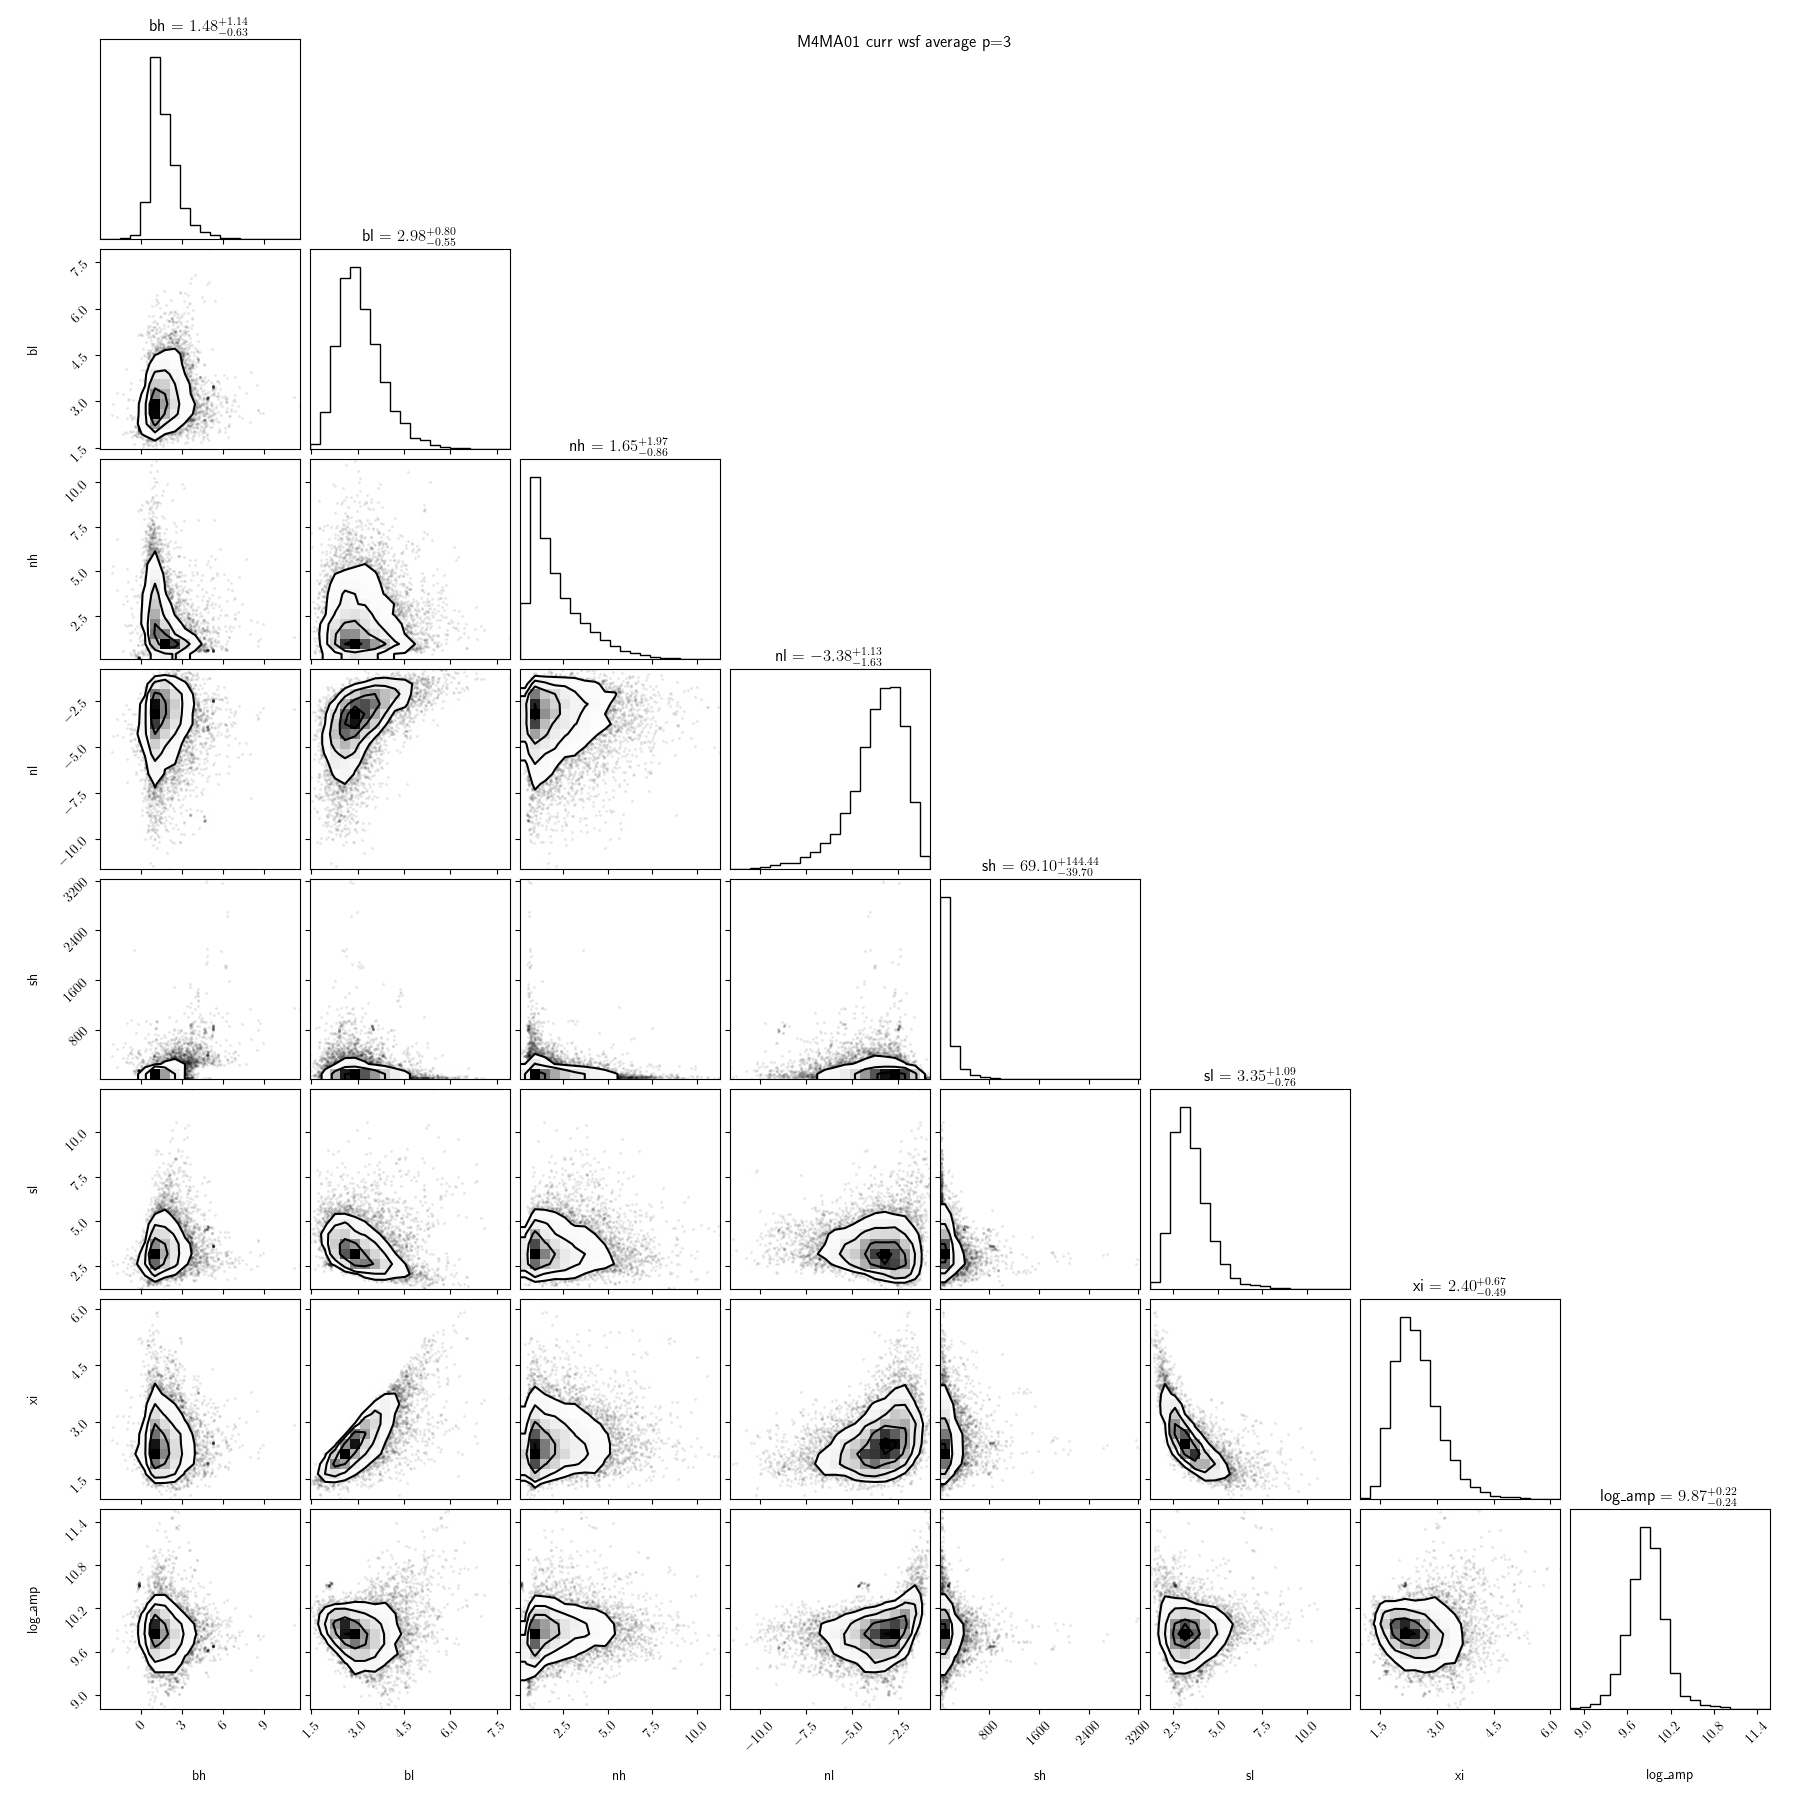 bh = 1.48+1.14−0.63
M4MA01 curr wsf average p=3
bl = 2.98+0.80−0.55
7.5
6.0
4.5
3.0
1.5
bl
nh = 1.65+1.97−0.86
10.0
7.5
5.0
2.5
nh
nl = −3.38+1.13−1.63
−2.5
−5.0
−7.5
−10.0
nl
sh = 69.10+144.44−39.70
3200
2400
1600
800
sh
sl = 3.35+1.09−0.76
10.0
7.5
5.0
2.5
sl
xi = 2.40+0.67−0.49
6.0
4.5
3.0
1.5
xi
log_amp = 9.87+0.22−0.24
11.4
10.8
10.2
9.6
9.0
log_amp
0 3 6 9
1.5 3.0 4.5 6.0 7.5
2.5 5.0 7.5 10.0
−10.0 −7.5 −5.0 −2.5
800 1600 2400 3200
2.5 5.0 7.5 10.0
1.5 3.0 4.5 6.0
9.0 9.6 10.2 10.8 11.4
bh bl nh nl sh sl xi log_amp